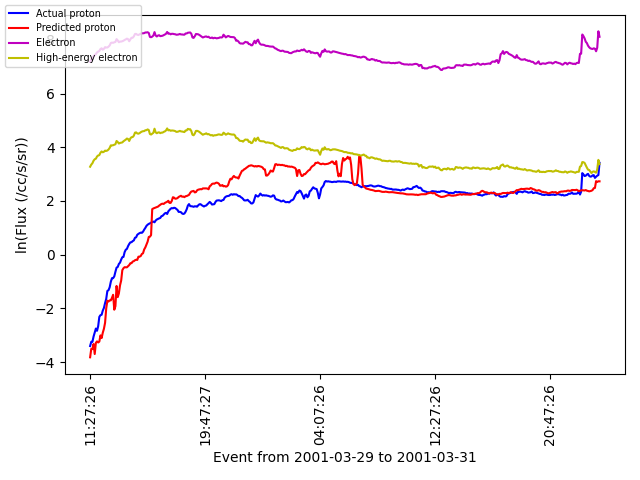 Actual proton
Predicted proton
Electron
High-energy electron
6
4
2
0
−2
−4
ln(Flux (/cc/s/sr))
11:27:26
19:47:27
04:07:26
12:27:26
20:47:26
Event from 2001-03-29 to 2001-03-31